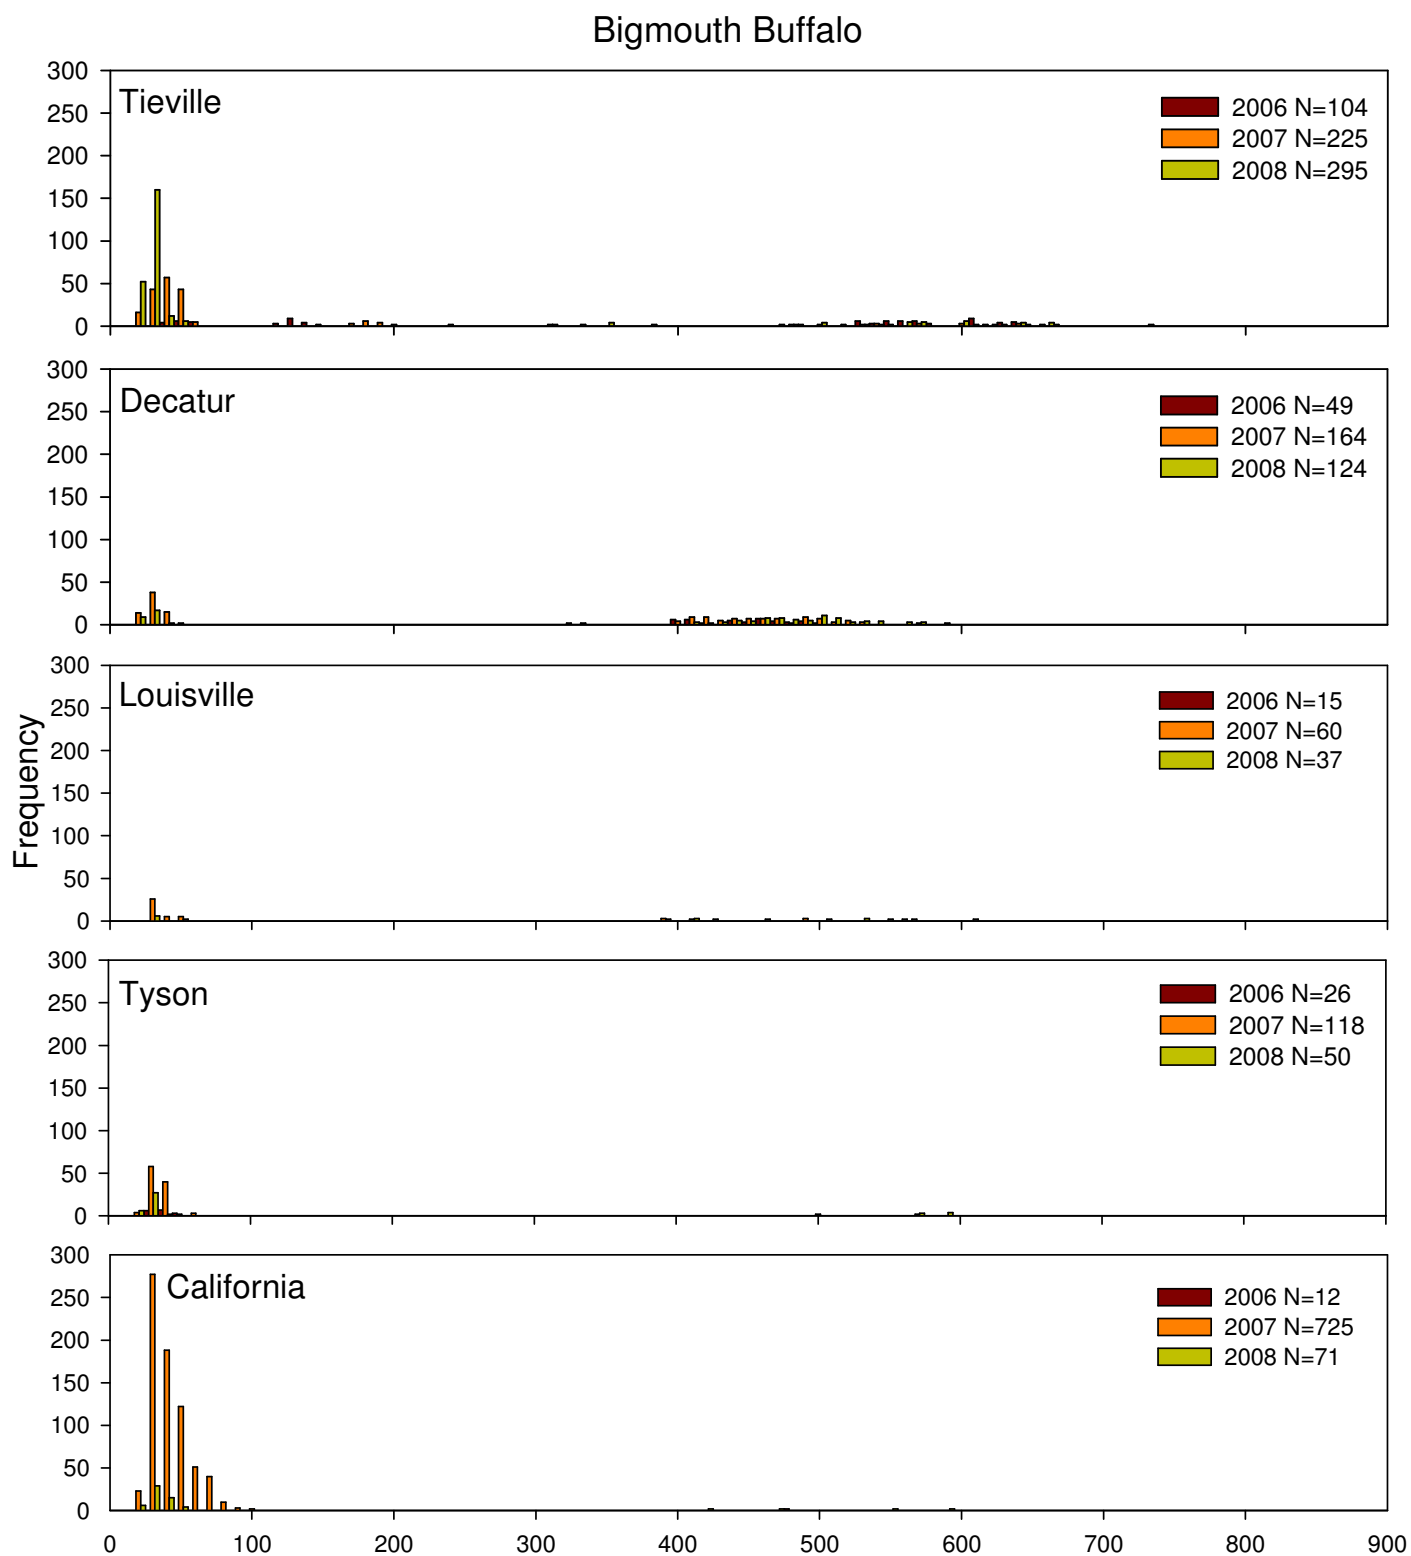 Bigmouth Buffalo
300
250
200
150
100
50
0
Tieville
2006 N=104
2007 N=225
2008 N=295
300
250
200
150
100
50
0
Decatur
2006 N=49
2007 N=164
2008 N=124
Frequency
300
250
200
150
100
50
0
Louisville
2006 N=15
2007 N=60
2008 N=37
300
250
200
150
100
50
0
Tyson
2006 N=26
2007 N=118
2008 N=50
300
250
200
150
100
50
0
California
2006 N=12
2007 N=725
2008 N=71
0 100 200 300 400 500 600 700 800 900